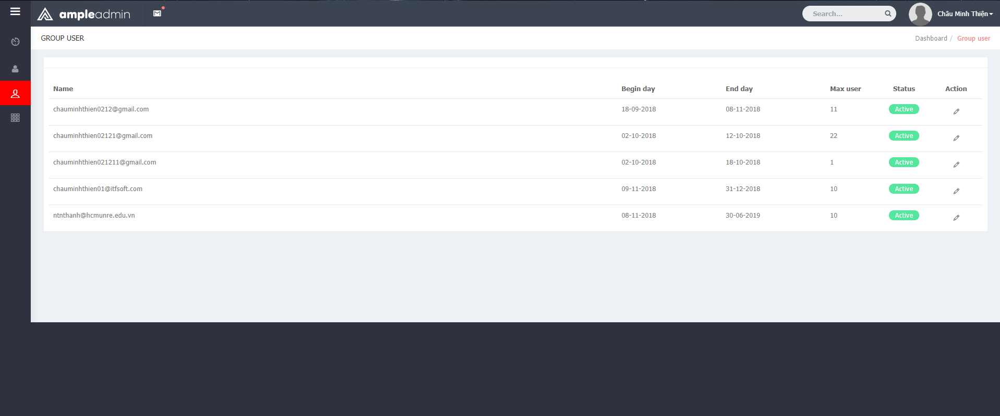 ampleadmin
Search...
Châu Minh Thiện
GROUP USER
Dashboard / Group user
Name Begin day End day Max user Status Action
chauminhthien0212@gmail.com 18-09-2018 08-11-2018 11 Active
chauminhthien02121@gmail.com 02-10-2018 12-10-2018 22 Active
chauminhthien021211@gmail.com 02-10-2018 18-10-2018 1 Active
chauminhthien01@itfsoft.com 09-11-2018 31-12-2018 10 Active
ntnthanh@hcmunre.edu.vn 08-11-2018 30-06-2019 10 Active